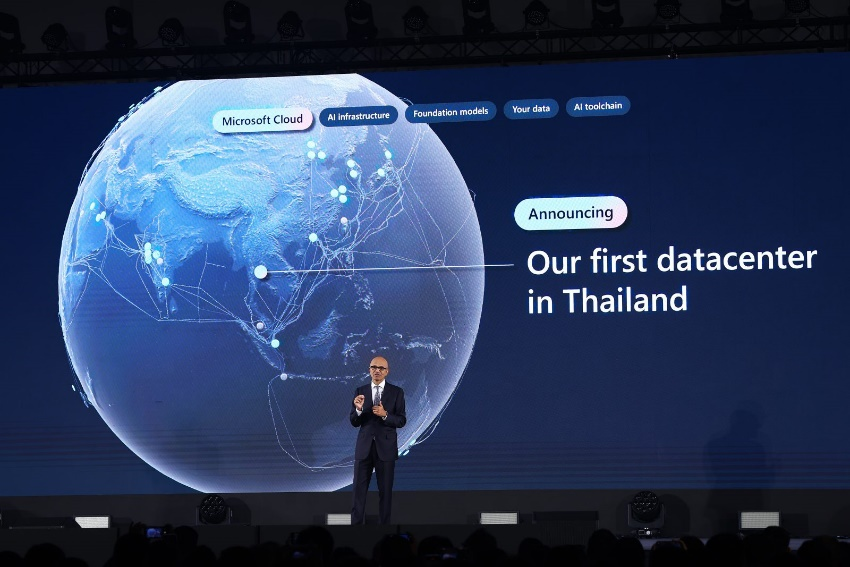 Microsoft Cloud
AI infrastructure
Foundation models
Your data
AI toolchain
Announcing
Our first datacenter
in Thailand